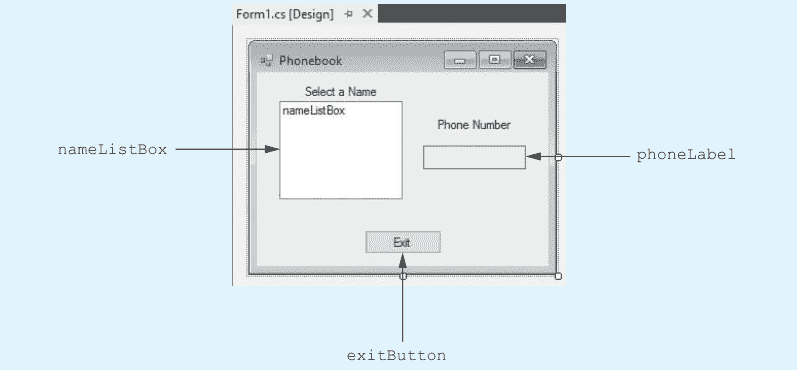 Form1.cs [Design]
Phonebook
Select a Name
nameListBox
Phone Number
nameListBox
phoneLabel
Exit
exitButton